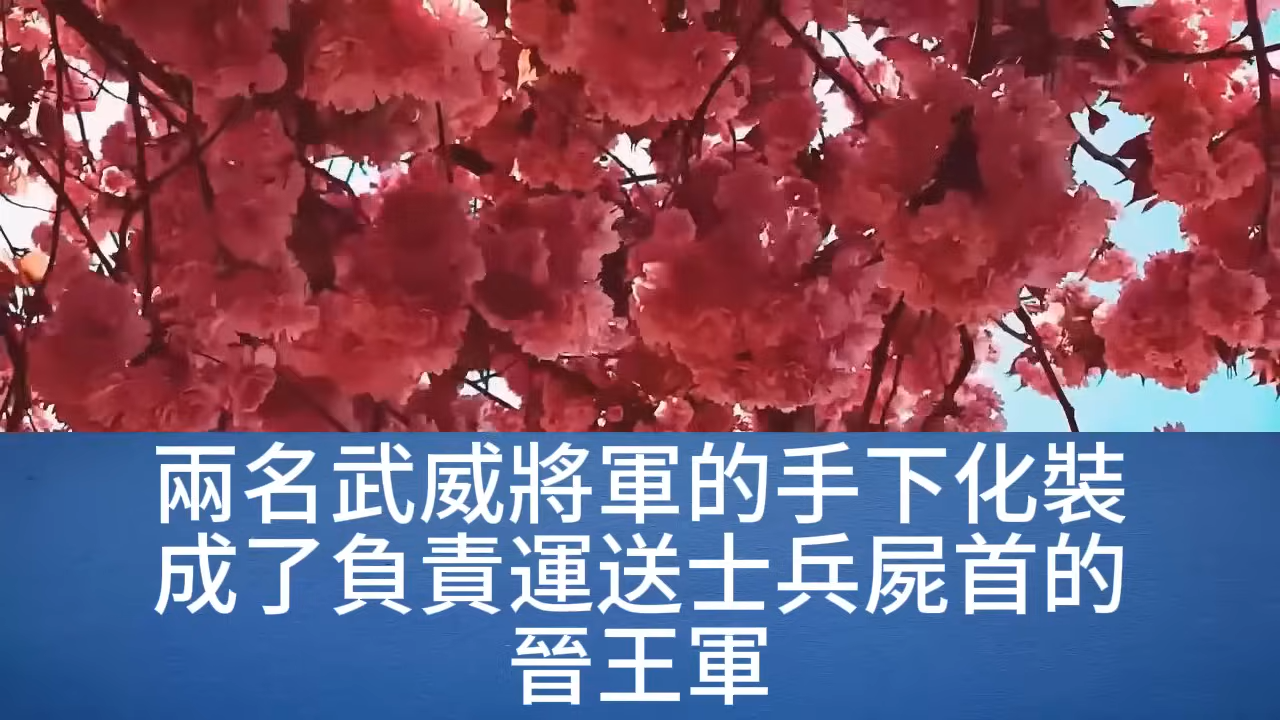 兩名武威將軍的手下化裝
成了負責運送士兵屍首的
晉王軍